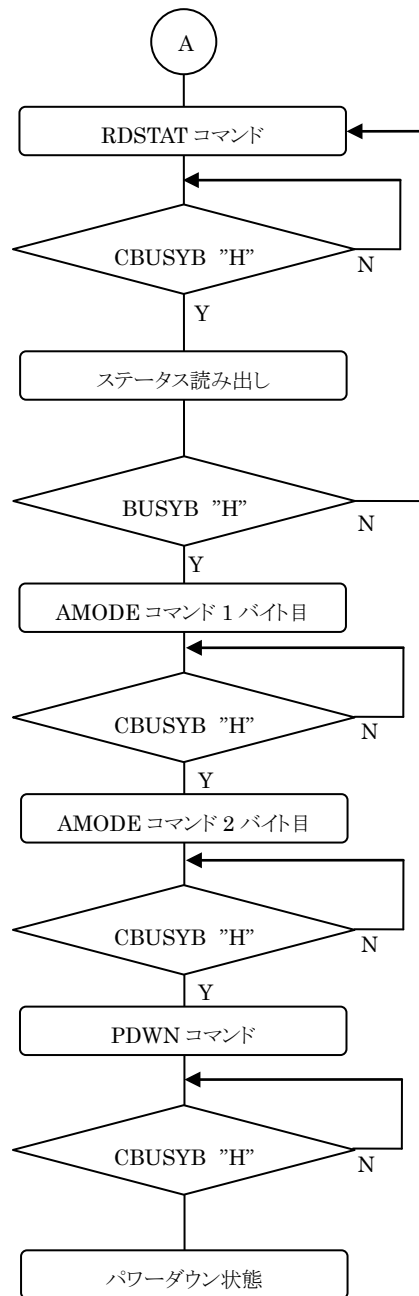 A
RDSTAT コマンド
CBUSYB ”H”
N
Y
ステータス読み出し
BUSYB ”H”
N
Y
AMODE コマンド 1 バイト目
CBUSYB ”H”
N
Y
AMODE コマンド 2 バイト目
CBUSYB ”H”
N
Y
PDWN コマンド
CBUSYB ”H”
N
パワーダウン状態